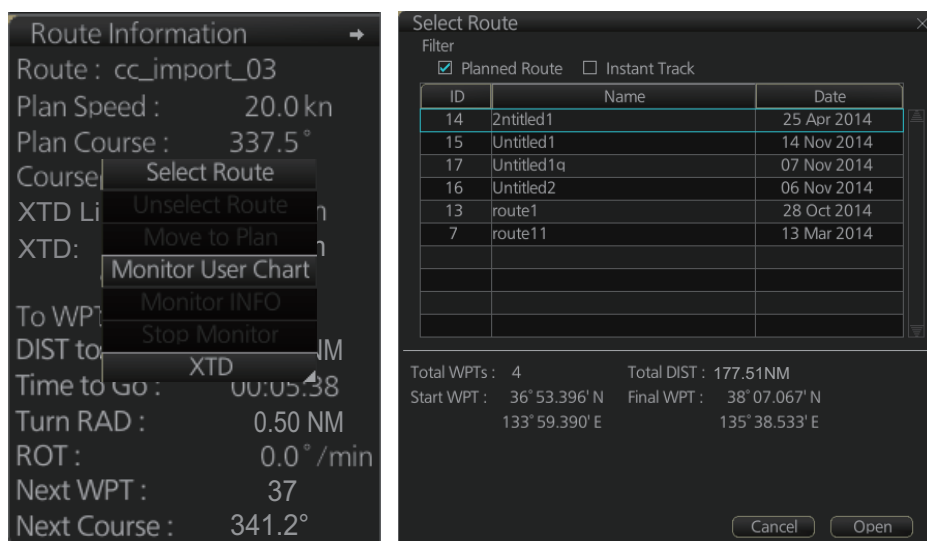 Route Information
Route : cc_import_03
Plan Speed : 20.0 kn
Plan Course : 337.5°
Course
Select Route
XTD Li
Unselect Route
n
Move to Plan
XTD:
Monitor User Chart
Monitor INFO
To WPT
Stop Monitor
DIST to
NM
XTD
Time to Go : 00:05:38
Turn RAD : 0.50 NM
ROT : 0.0°/min
Next WPT : 37
Next Course : 341.2°
Select Route
Filter
Planned Route Instant Track
ID Name Date
14 2ntitled1 25 Apr 2014
15 Untitled1 14 Nov 2014
17 Untitled1q 07 Nov 2014
16 Untitled2 06 Nov 2014
13 route1 28 Oct 2014
7 route11 13 Mar 2014
Total WPTs : 4 Total DIST : 177.51NM
Start WPT : 36°53.396' N Final WPT : 38°07.067' N
133°59.390' E 135°38.533' E
Cancel Open